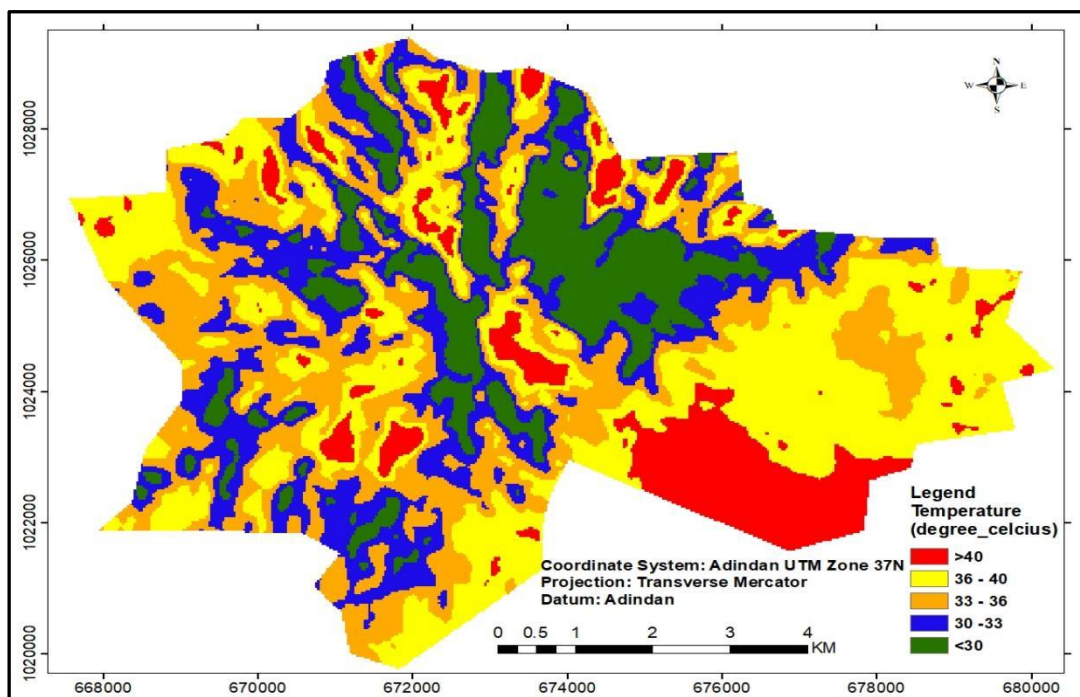 N
W E
S
1028000
1026000
1024000
1022000
1020000
Legend
Temperature
(degree_celcius)
>40
36 - 40
33 - 36
30 -33
<30
Coordinate System: Adindan UTM Zone 37N
Projection: Transverse Mercator
Datum: Adindan
0 0.5 1 2 3 4
KM
668000 670000 672000 674000 676000 678000 680000